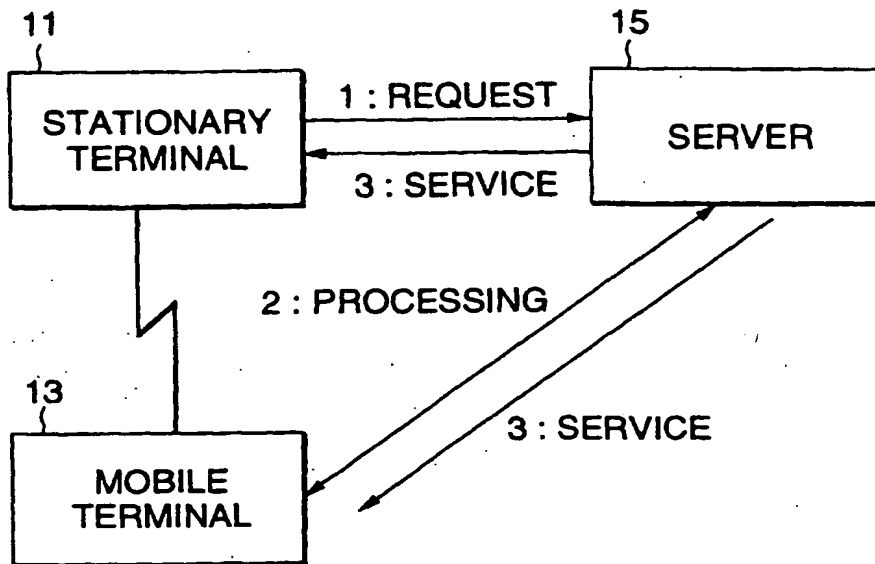 11
15
STATIONARY
TERMINAL
1 : REQUEST
SERVER
3 : SERVICE
2 : PROCESSING
13
3 : SERVICE
MOBILE
TERMINAL